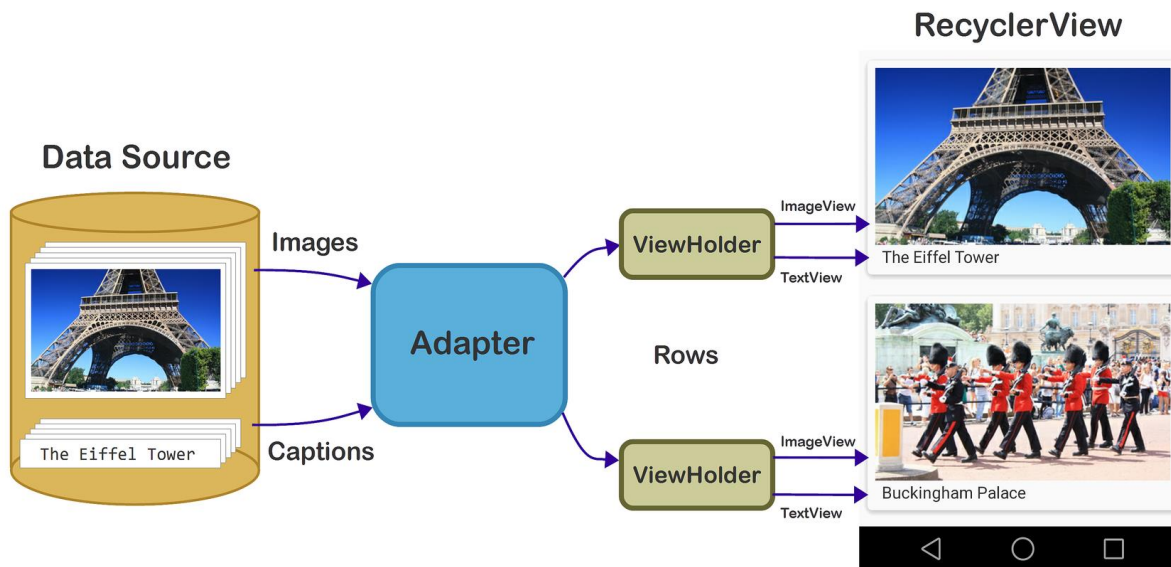 RecyclerView
Data Source
Images
Captions
The Eiffel Tower
Adapter
Rows
ViewHolder
ImageView
TextView
The Eiffel Tower
ViewHolder
ImageView
TextView
Buckingham Palace